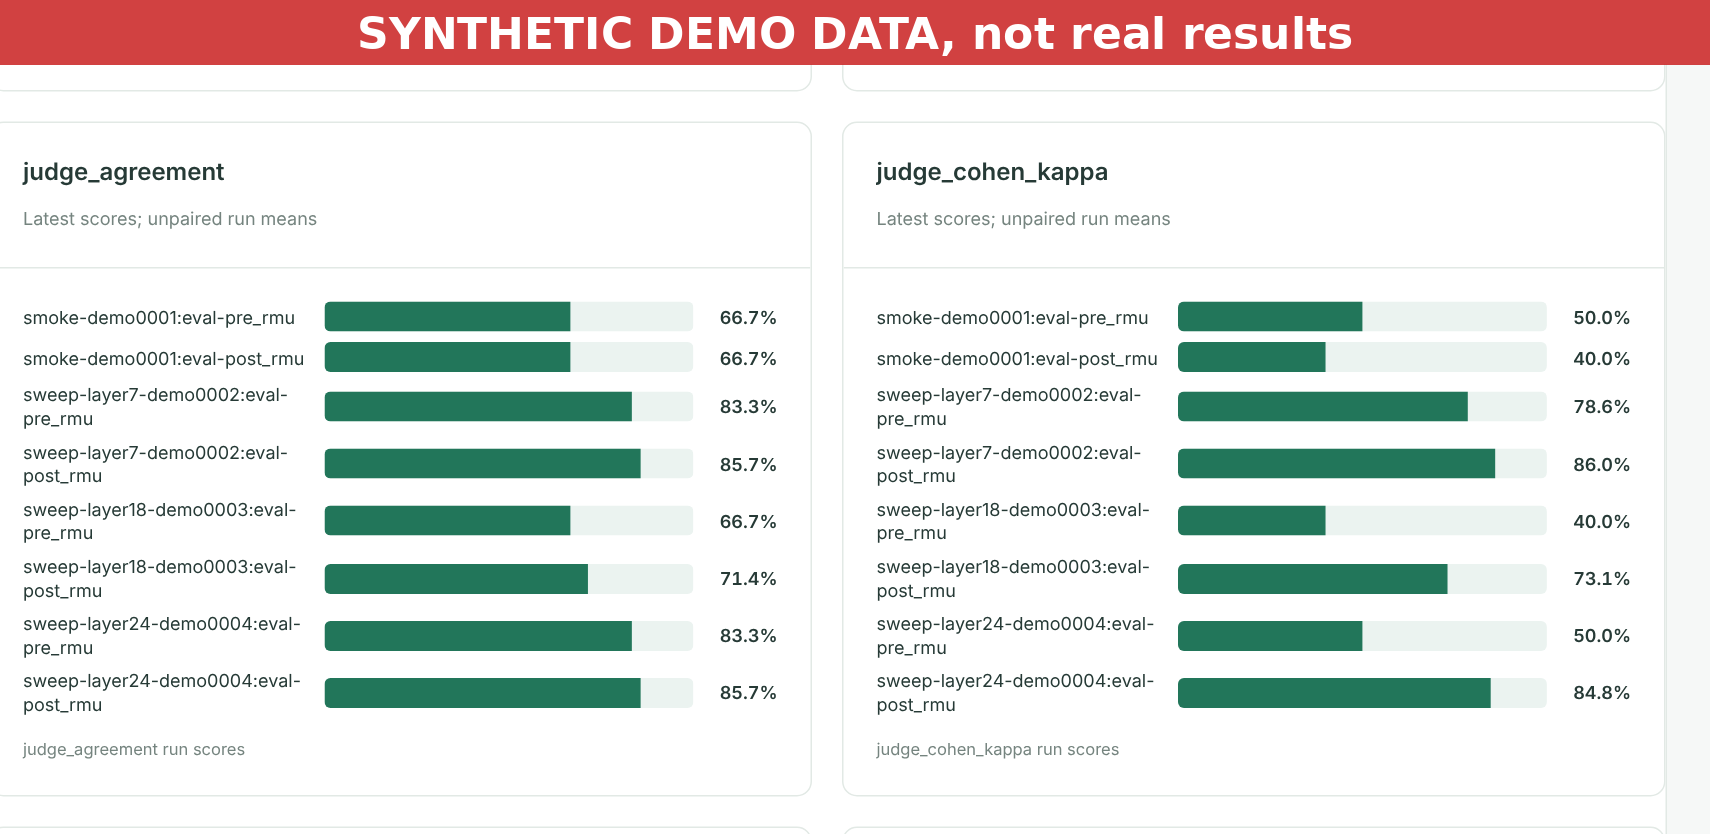 SYNTHETIC DEMO DATA, not real results
judge_agreement
Latest scores; unpaired run means
smoke-demo0001:eval-pre_rmu 66.7%
smoke-demo0001:eval-post_rmu 66.7%
sweep-layer7-demo0002:eval-
pre_rmu 83.3%
sweep-layer7-demo0002:eval-
post_rmu 85.7%
sweep-layer18-demo0003:eval-
pre_rmu 66.7%
sweep-layer18-demo0003:eval-
post_rmu 71.4%
sweep-layer24-demo0004:eval-
pre_rmu 83.3%
sweep-layer24-demo0004:eval-
post_rmu 85.7%
judge_agreement run scores
judge_cohen_kappa
Latest scores; unpaired run means
smoke-demo0001:eval-pre_rmu 50.0%
smoke-demo0001:eval-post_rmu 40.0%
sweep-layer7-demo0002:eval-
pre_rmu 78.6%
sweep-layer7-demo0002:eval-
post_rmu 86.0%
sweep-layer18-demo0003:eval-
pre_rmu 40.0%
sweep-layer18-demo0003:eval-
post_rmu 73.1%
sweep-layer24-demo0004:eval-
pre_rmu 50.0%
sweep-layer24-demo0004:eval-
post_rmu 84.8%
judge_cohen_kappa run scores